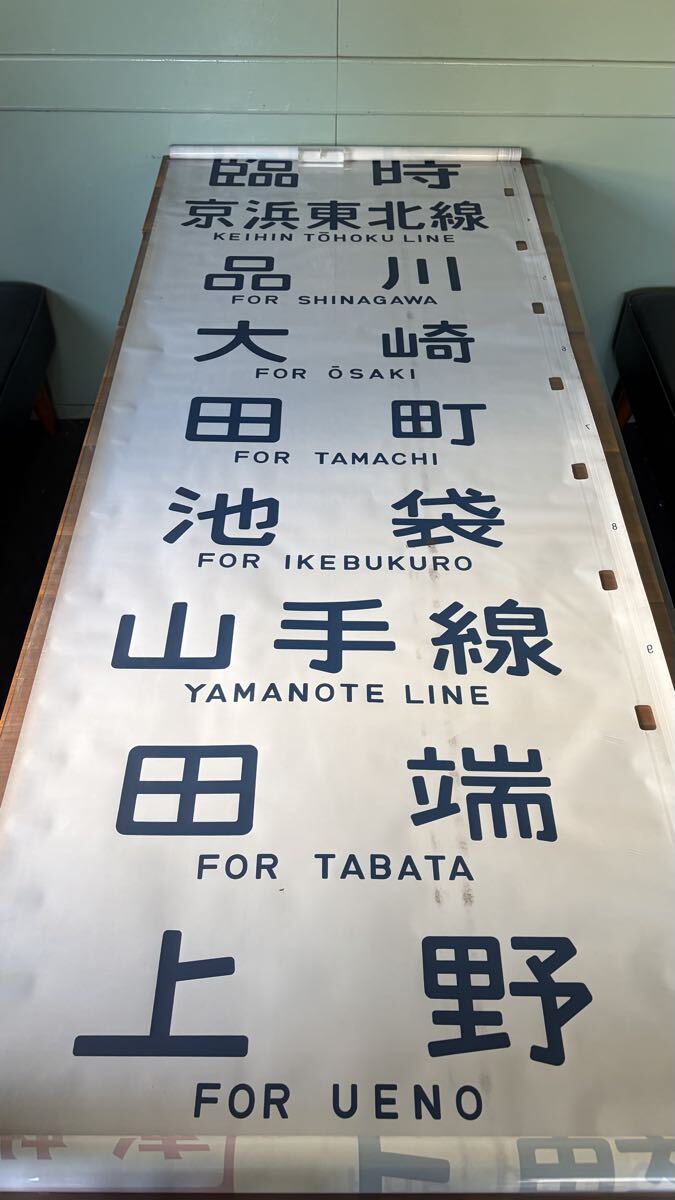 臨時
京浜東北線
KEIHIN TŌHOKU LINE
品川
FOR SHINAGAWA
大崎
FOR ŌSAKI
田町
FOR TAMACHI
池袋
FOR IKEBUKURO
山手線
YAMANOTE LINE
田端
FOR TABATA
上野
FOR UENO